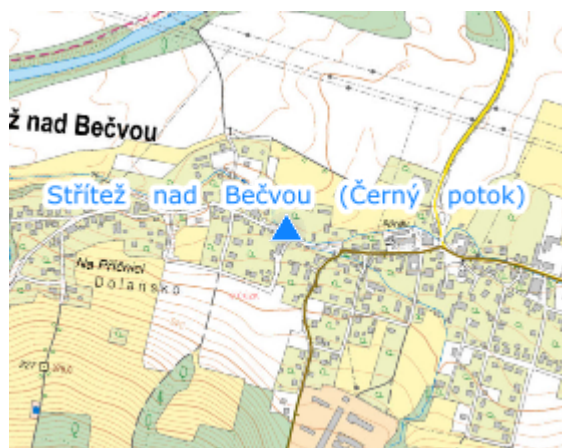 ž nad Bečvou
Střítež nad Bečvou (Černý potok)
Na Příčnici
Dolansko